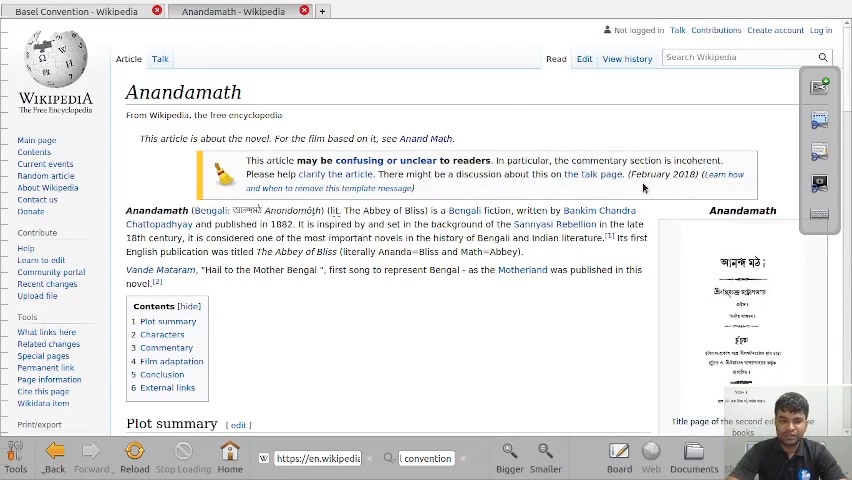 Basel Convention - Wikipedia
Anandamath - Wikipedia
Not logged in Talk Contributions Create account Log in
Article Talk Read Edit View history Search Wikipedia
WIKIPEDIA
The Free Encyclopedia
Anandamath
From Wikipedia, the free encyclopedia
This article is about the novel. For the film based on it, see Anand Math.
This article may be confusing or unclear to readers. In particular, the commentary section is incoherent.
Please help clarify the article. There might be a discussion about this on the talk page. (February 2018) (Learn how
and when to remove this template message)
Anandamath (Bengali: আনন্দমঠ Anondomôţh) (lit. The Abbey of Bliss) is a Bengali fiction, written by Bankim Chandra
Chattopadhyay and published in 1882. It is inspired by and set in the background of the Sannyasi Rebellion in the late
18th century, it is considered one of the most important novels in the history of Bengali and Indian literature.[1] Its first
English publication was titled The Abbey of Bliss (literally Ananda=Bliss and Math=Abbey).
Vande Mataram, "Hail to the Mother Bengal ", first song to represent Bengal - as the Motherland was published in this
novel.[2]
Contents [hide]
1 Plot summary
2 Characters
3 Commentary
4 Film adaptation
5 Conclusion
6 External links
Plot summary [edit]
Main page
Contents
Current events
Random article
About Wikipedia
Contact us
Donate
Contribute
Help
Learn to edit
Community portal
Recent changes
Upload file
Tools
What links here
Related changes
Special pages
Permanent link
Page information
Cite this page
Wikidata item
Print/export
Anandamath
আনন্দ মঠ
Title page of the second
books
Tools Back Forward Reload Stop Loading Home
https://en.wikipedia
l convention
Bigger Smaller Board Web Documents